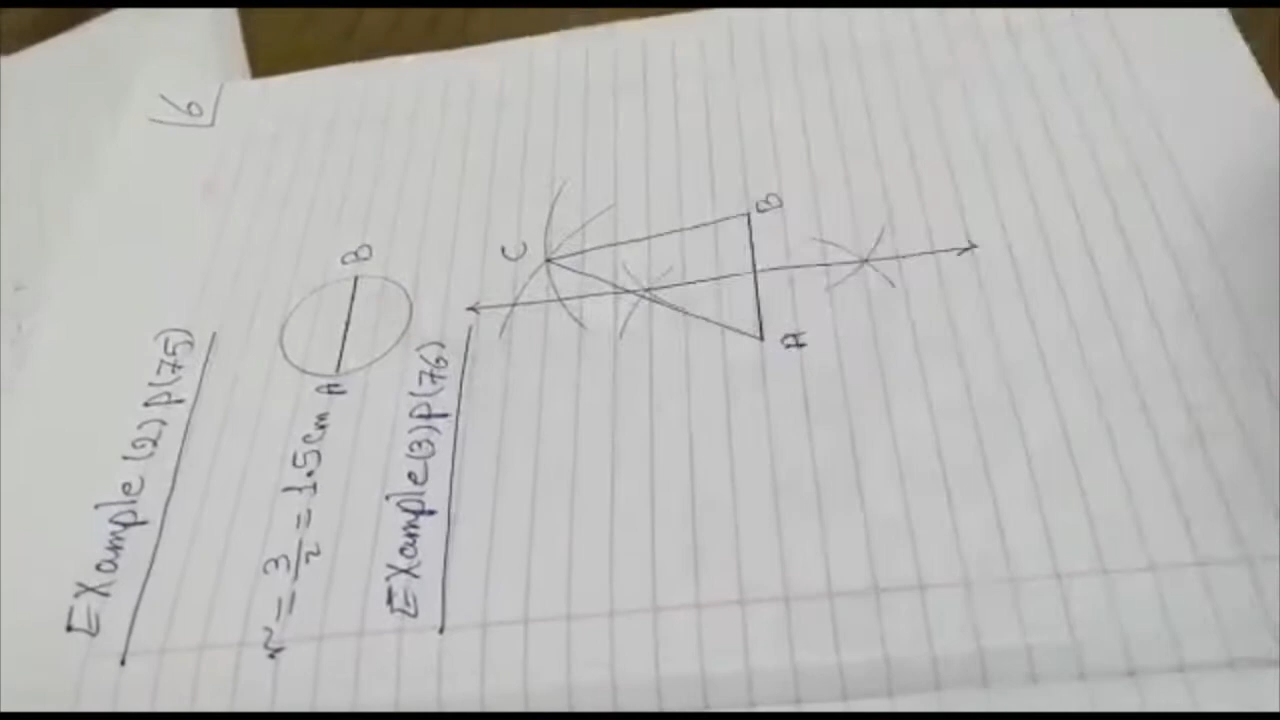 6
Example (2) P(75)
r = 3/2 = 1.5 cm
A B
Example (3) P(76)
C
A B